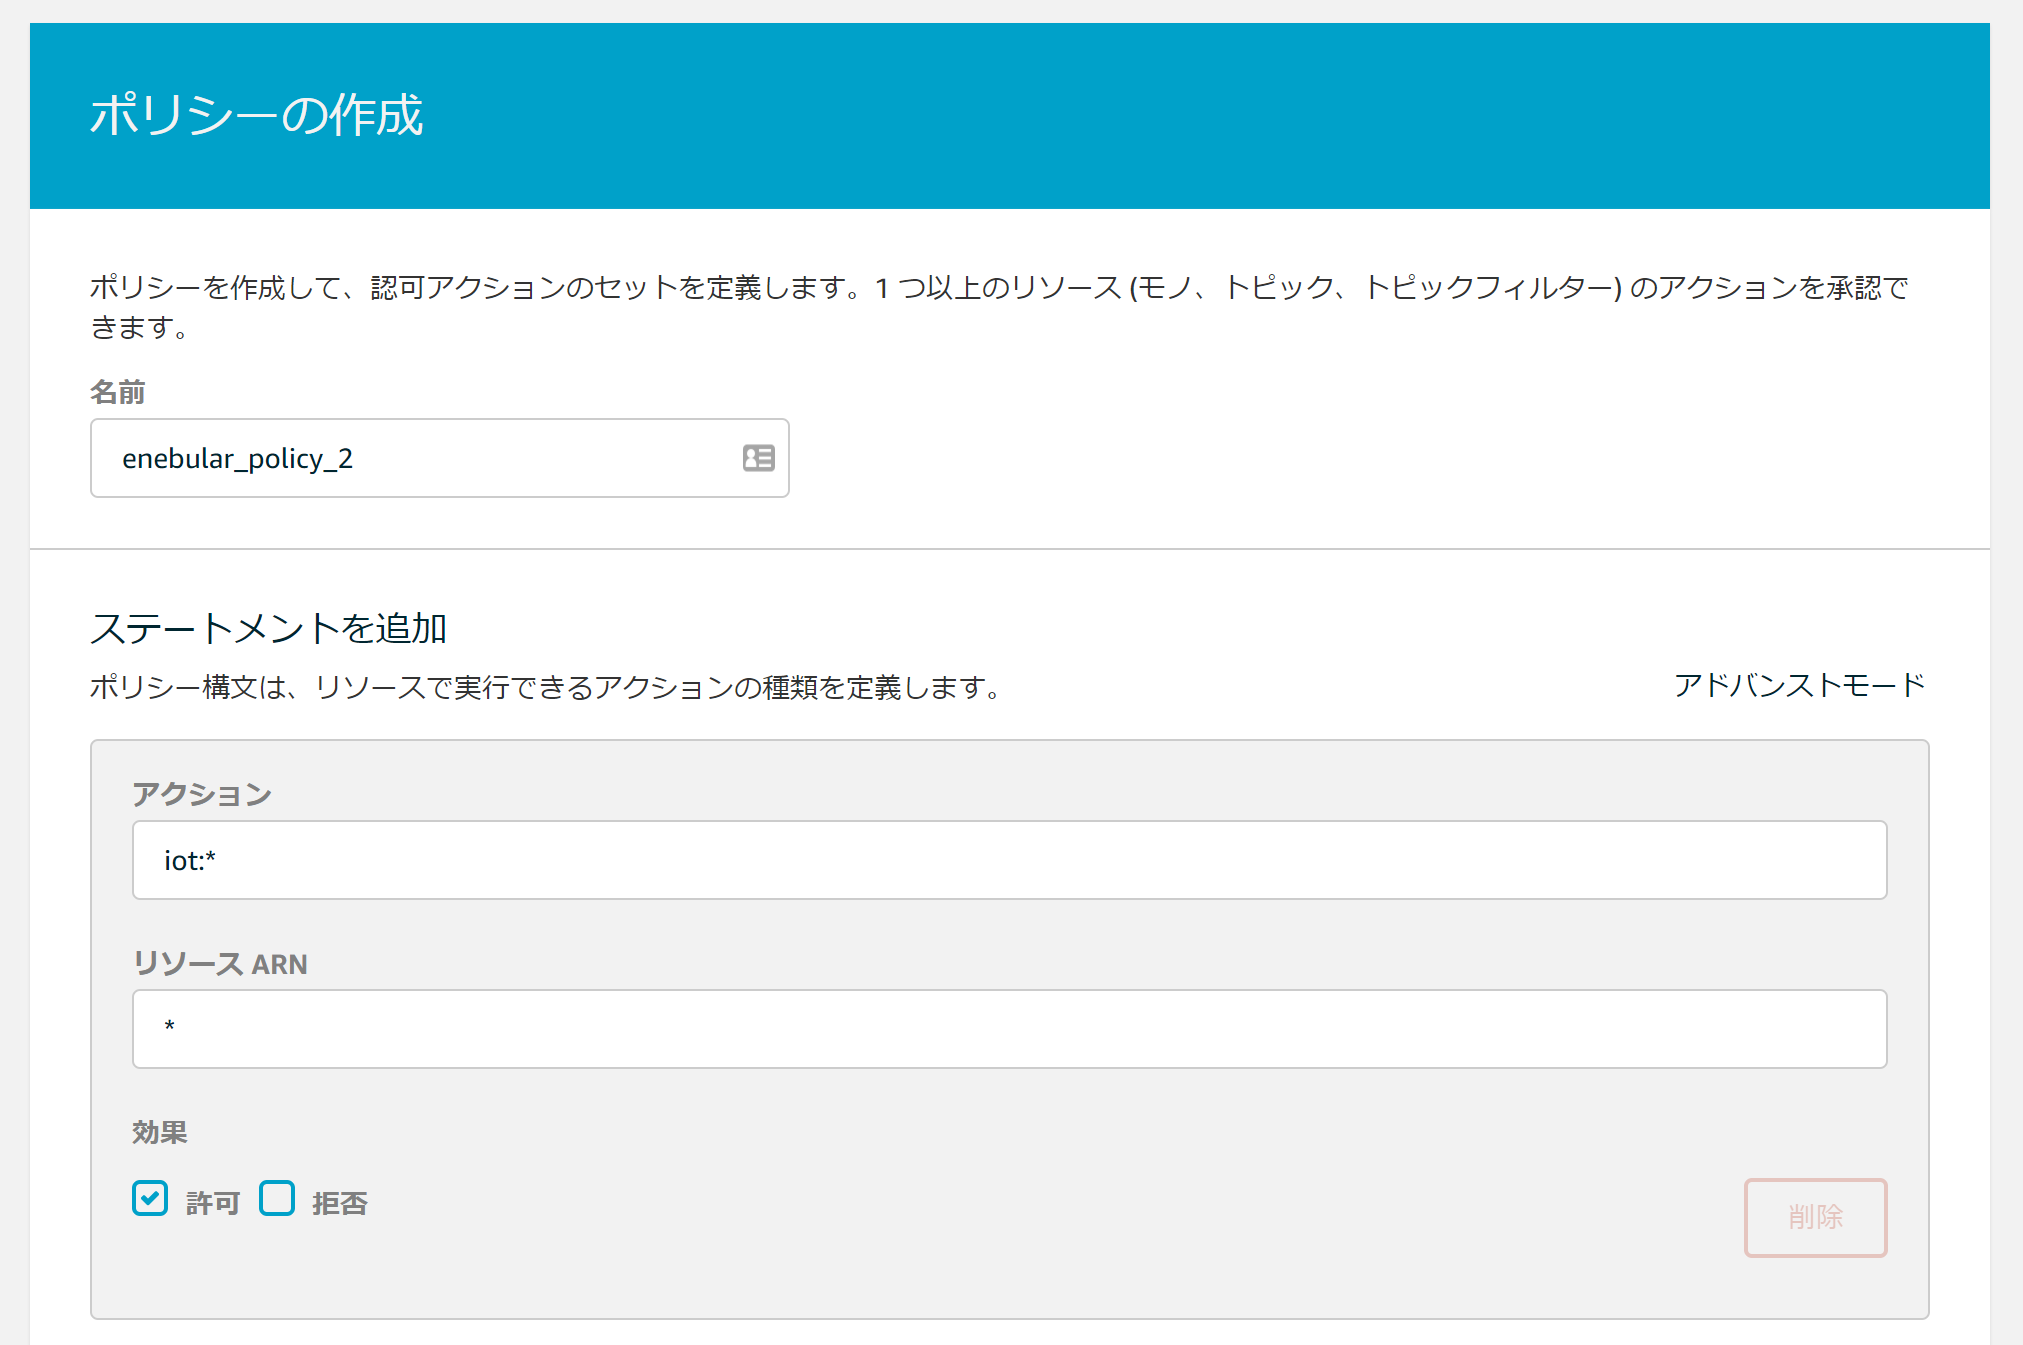 ポリシーの作成
ポリシーを作成して、認可アクションのセットを定義します。1 つ以上のリソース (モノ、トピック、トピックフィルター) のアクションを承認で
きます。
名前
enebular_policy_2
ステートメントを追加
ポリシー構文は、リソースで実行できるアクションの種類を定義します。
アドバンストモード
アクション
iot:*
リソース ARN
*
効果
許可 拒否
削除